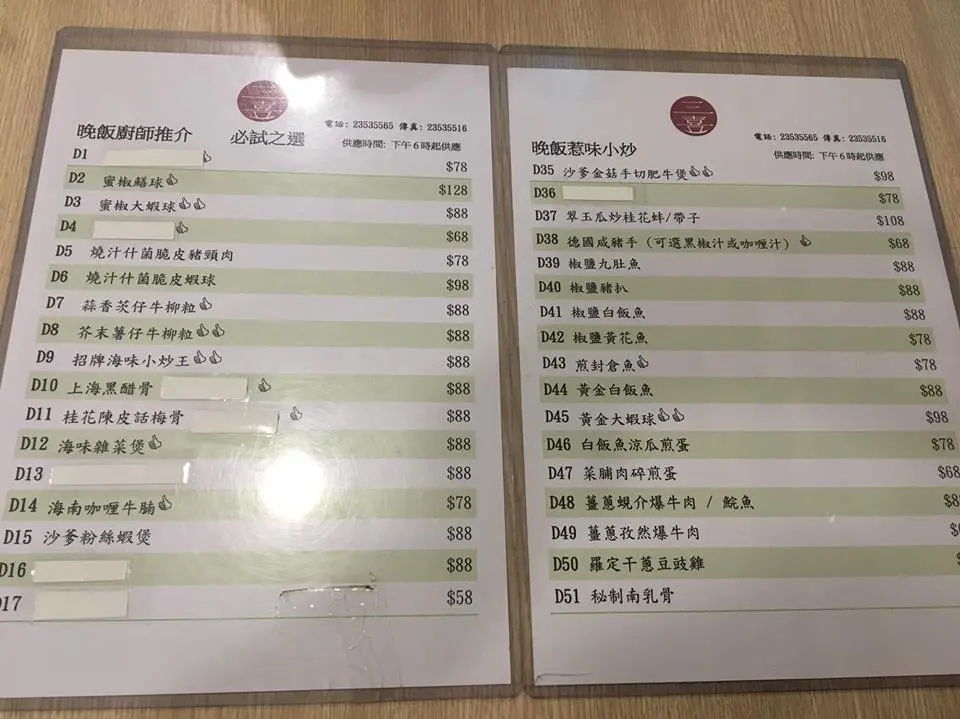 三喜
電話: 23535565 傳真: 23535516
晚飯廚師推介 必試之選 供應時間: 下午6時起供應
D1 $78
D2 蜜椒鱔球 $128
D3 蜜椒大蝦球 $88
D4 $68
D5 燒汁什菌脆皮豬頸肉 $78
D6 燒汁什菌脆皮蝦球 $98
D7 蒜香茨仔牛柳粒 $88
D8 芥末薯仔牛柳粒 $88
D9 招牌海味小炒王 $88
D10 上海黑醋骨 $88
D11 桂花陳皮話梅骨 $88
D12 海味雜菜煲 $88
D13 $88
D14 海南咖喱牛腩 $78
D15 沙爹粉絲蝦煲 $88
D16 $88
D17 $58
三喜
電話: 23535565 傳真: 23535516
晚飯惹味小炒 供應時間: 下午6時起供應
D35 沙爹金菇手切肥牛煲 $98
D36 $78
D37 翠玉瓜炒桂花蚌/帶子 $108
D38 德國咸豬手 (可選黑椒汁或咖喱汁) $68
D39 椒鹽九肚魚 $88
D40 椒鹽豬扒 $88
D41 椒鹽白飯魚 $88
D42 椒鹽黃花魚 $78
D43 煎封倉魚 $78
D44 黃金白飯魚 $88
D45 黃金大蝦球 $98
D46 白飯魚涼瓜煎蛋 $78
D47 菜脯肉碎煎蛋 $68
D48 薑蔥蜆介爆牛肉 / 鯇魚
D49 薑蔥孜然爆牛肉
D50 羅定干蔥豆豉雞
D51 秘制南乳骨